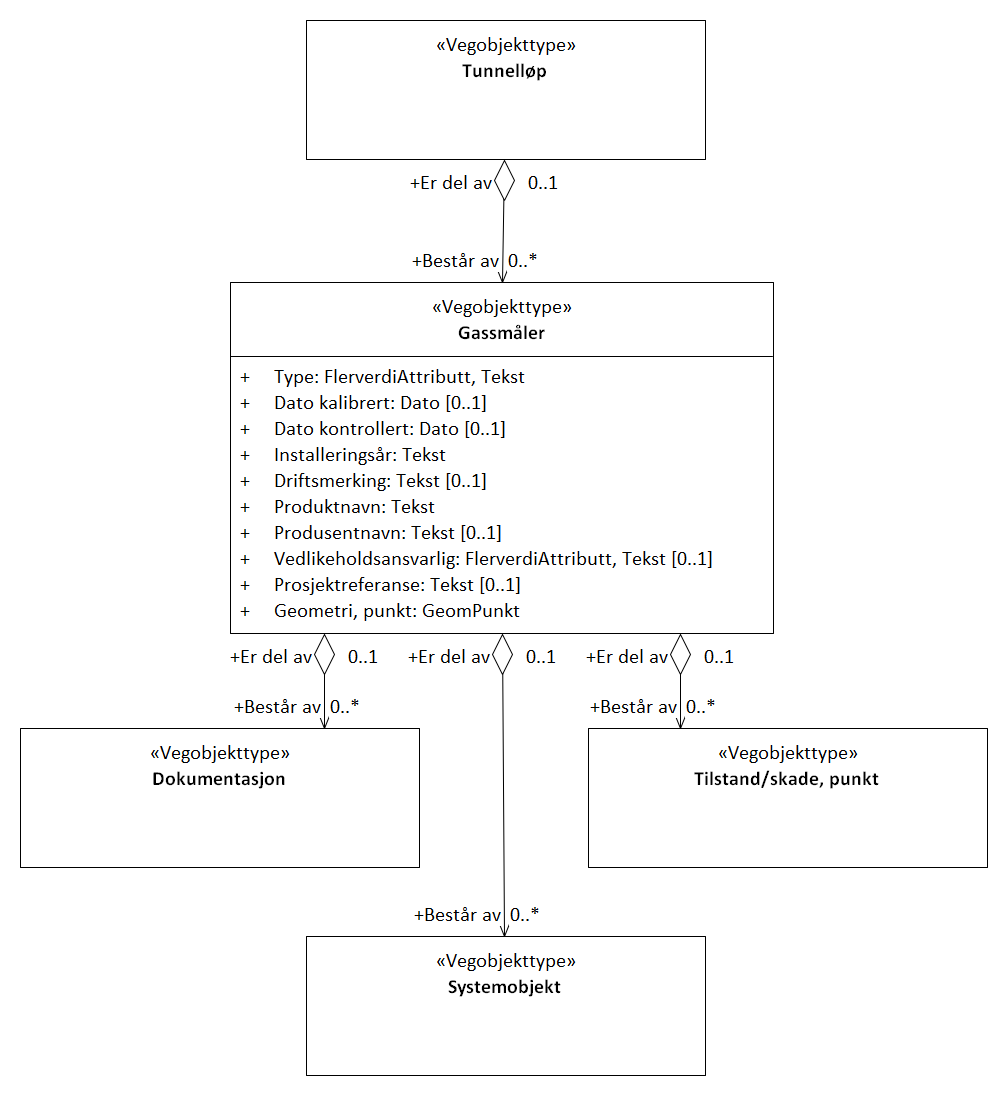 «Vegobjekttype»
Tunnelløp
+Er del av 0..1
+Består av 0..*
«Vegobjekttype»
Gassmåler
+ Type: FlerverdiAttributt, Tekst
+ Dato kalibrert: Dato [0..1]
+ Dato kontrollert: Dato [0..1]
+ Installeringsår: Tekst
+ Driftsmerking: Tekst [0..1]
+ Produktnavn: Tekst
+ Produsentnavn: Tekst [0..1]
+ Vedlikeholdsansvarlig: FlerverdiAttributt, Tekst [0..1]
+ Prosjektreferanse: Tekst [0..1]
+ Geometri, punkt: GeomPunkt
+Er del av 0..1 +Er del av 0..1 +Er del av 0..1
+Består av 0..* +Består av 0..*
«Vegobjekttype» «Vegobjekttype»
Dokumentasjon Tilstand/skade, punkt
+Består av 0..*
«Vegobjekttype»
Systemobjekt